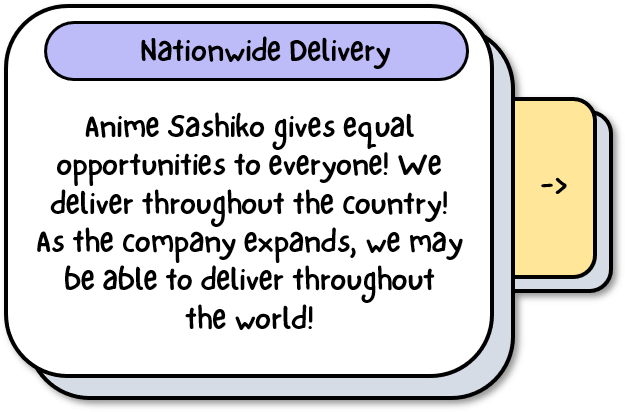 Nationwide Delivery
Anime Sashiko gives equal
opportunities to everyone! We
deliver throughout the country!
As the company expands, we may
be able to deliver throughout
the world!
->